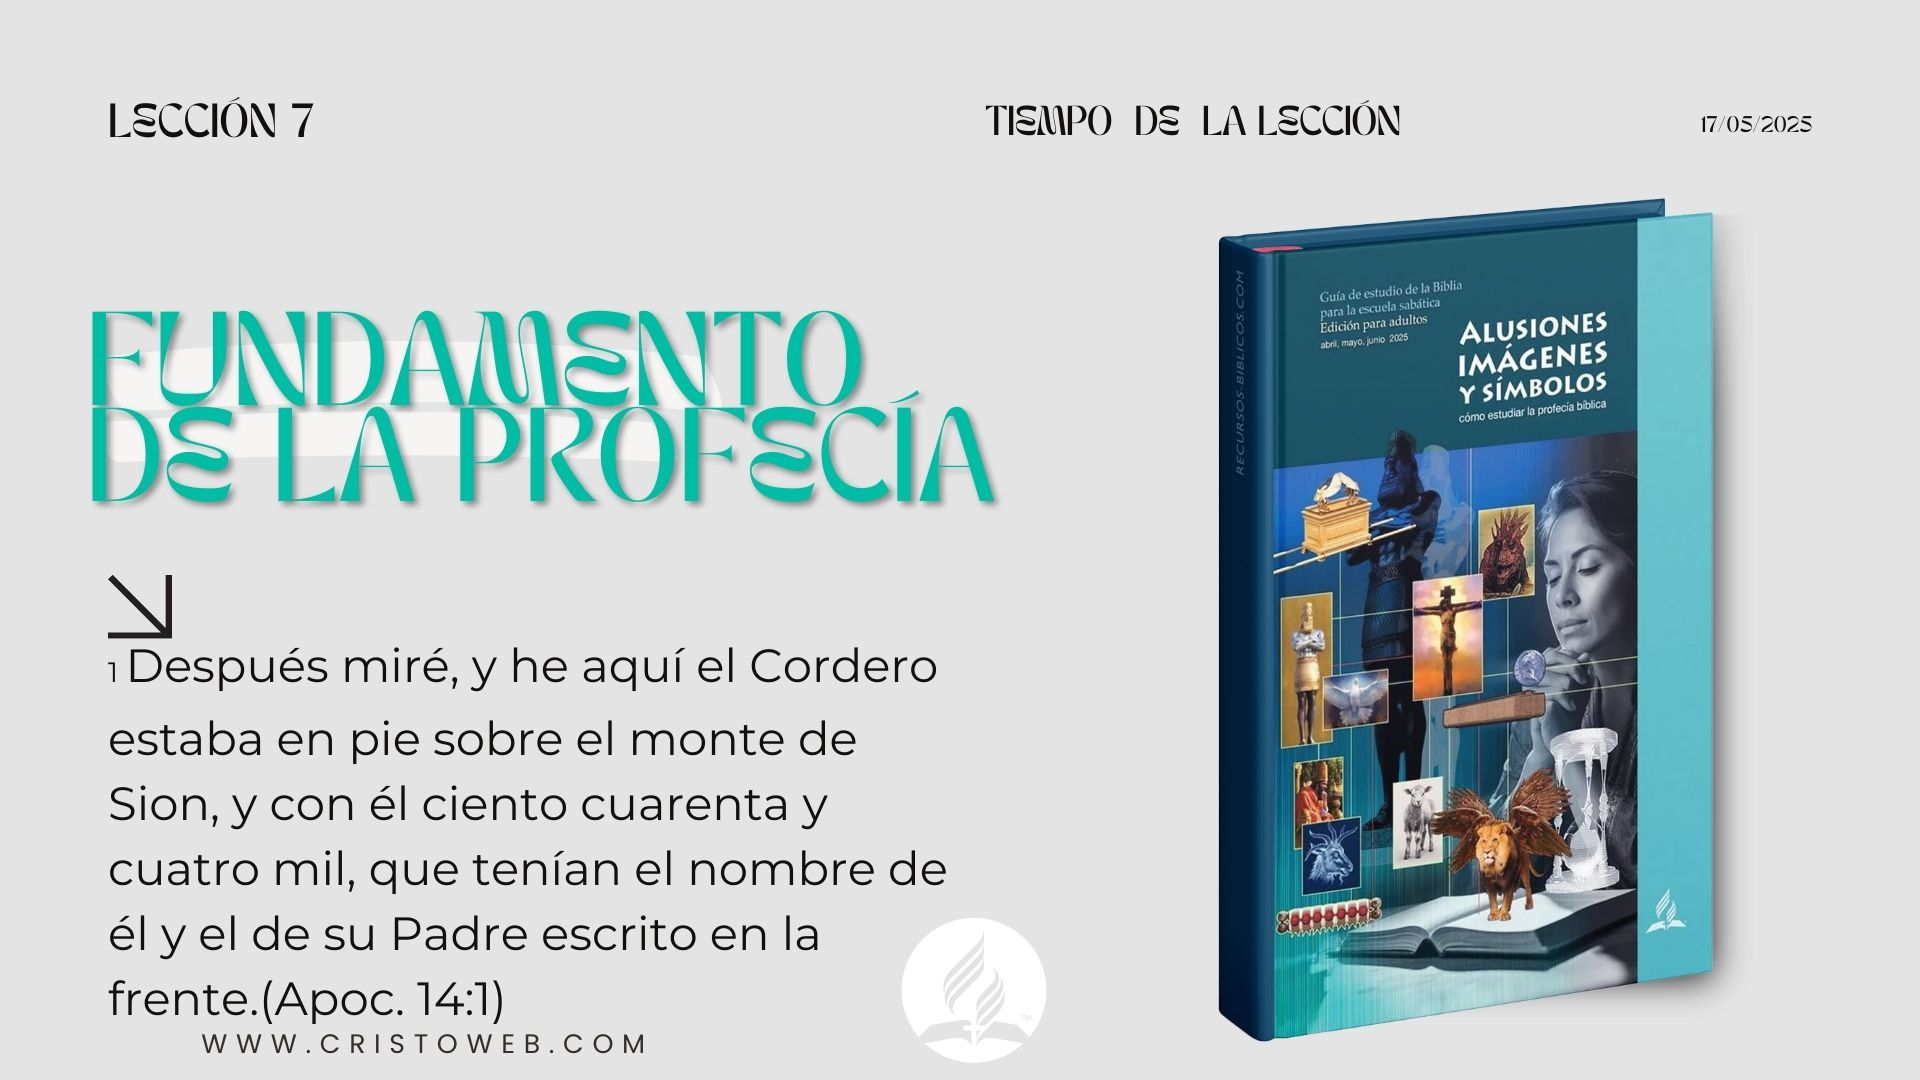 LECCIÓN 7
TIEMPO DE LA LECCIÓN
17/05/2025
FUNDAMENTO
DE LA PROFECÍA
1 Después miré, y he aquí el Cordero
estaba en pie sobre el monte de
Sion, y con él ciento cuarenta y
cuatro mil, que tenían el nombre de
él y el de su Padre escrito en la
frente.(Apoc. 14:1)
WWW.CRISTOWEB.COM
RECURSOS-BIBLICOS.COM
Guía de estudio de la Biblia
para la escuela sabática
Edición para adultos
abril, mayo, junio 2025
ALUSIONES
IMÁGENES
Y SÍMBOLOS
cómo estudiar la profecía bíblica
TM